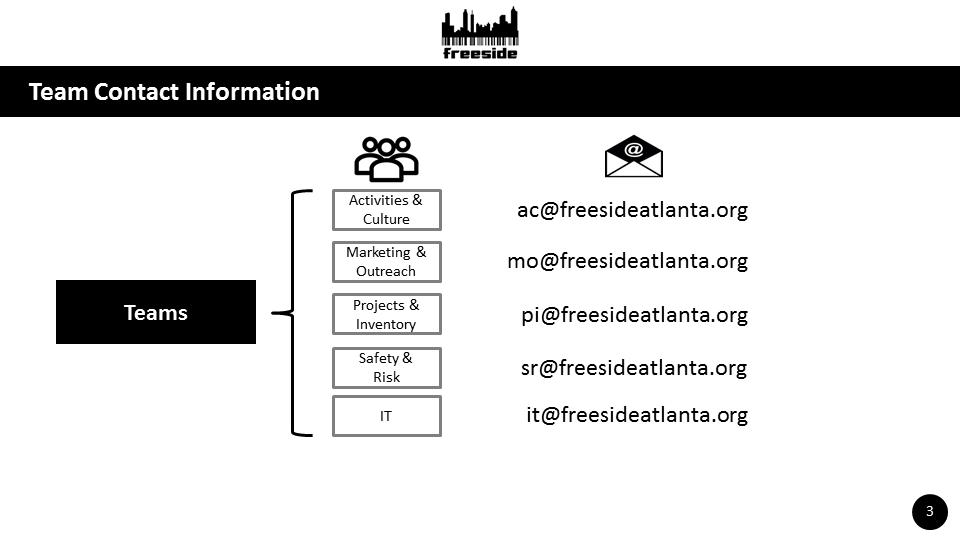 freeside
Team Contact Information
@
Activities &
Culture
ac@freesideatlanta.org
Marketing &
Outreach
mo@freesideatlanta.org
Teams
Projects &
Inventory
pi@freesideatlanta.org
Safety &
Risk
sr@freesideatlanta.org
IT
it@freesideatlanta.org
3